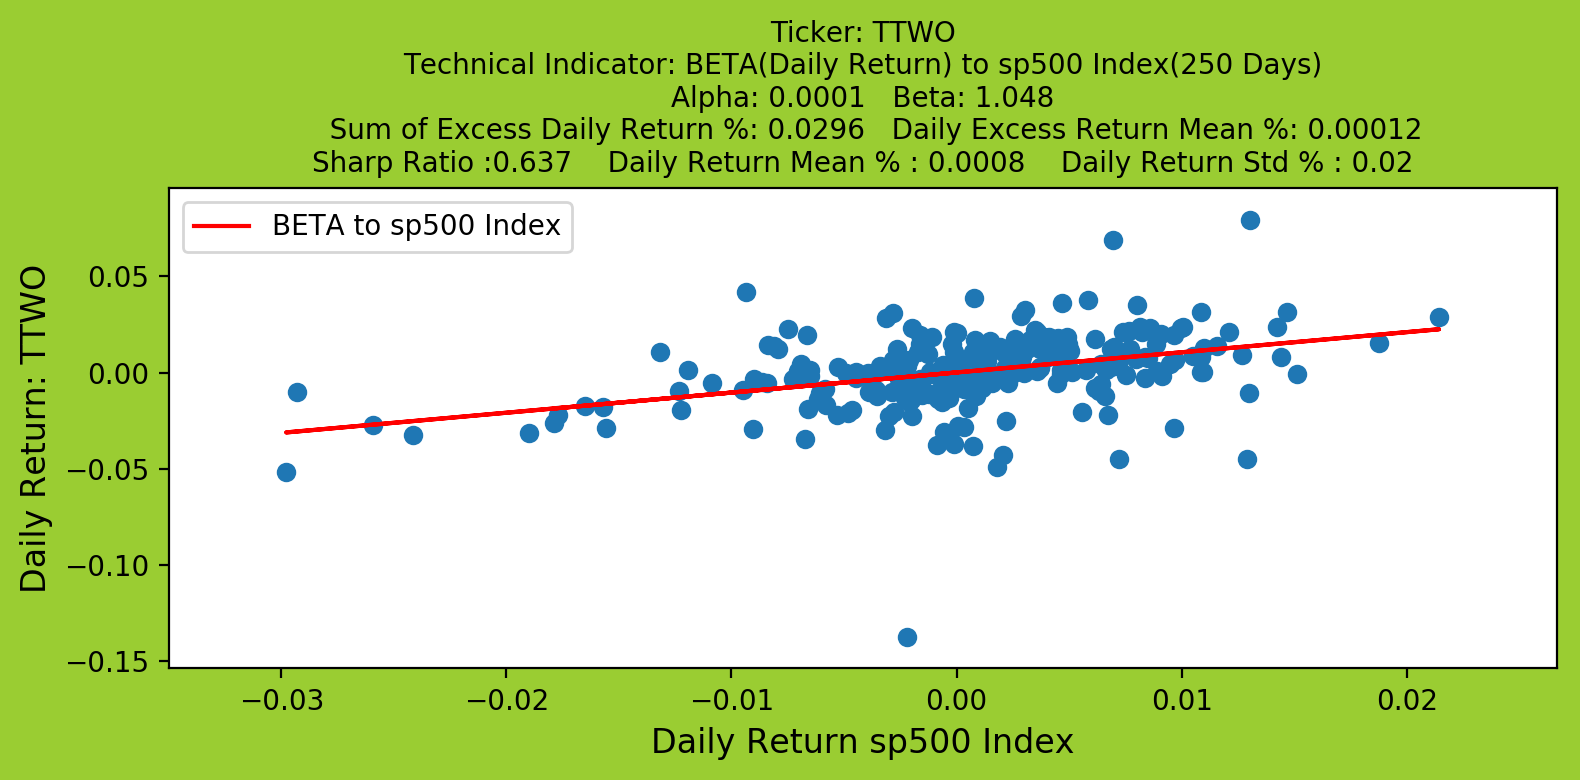 Ticker: TTWO
Technical Indicator: BETA(Daily Return) to sp500 Index(250 Days)
Alpha: 0.0001   Beta: 1.048
Sum of Excess Daily Return %: 0.0296   Daily Excess Return Mean %: 0.00012
Sharp Ratio :0.637    Daily Return Mean % : 0.0008    Daily Return Std % : 0.02
BETA to sp500 Index
Daily Return: TTWO
0.05
0.00
−0.05
−0.10
−0.15
−0.03
−0.02
−0.01
0.00
0.01
0.02
Daily Return sp500 Index